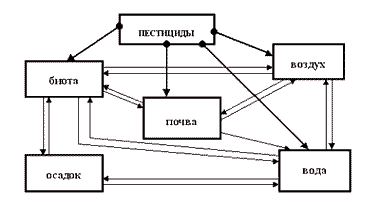 ПЕСТИЦИДЫ
биота
воздух
почва
осадок
вода